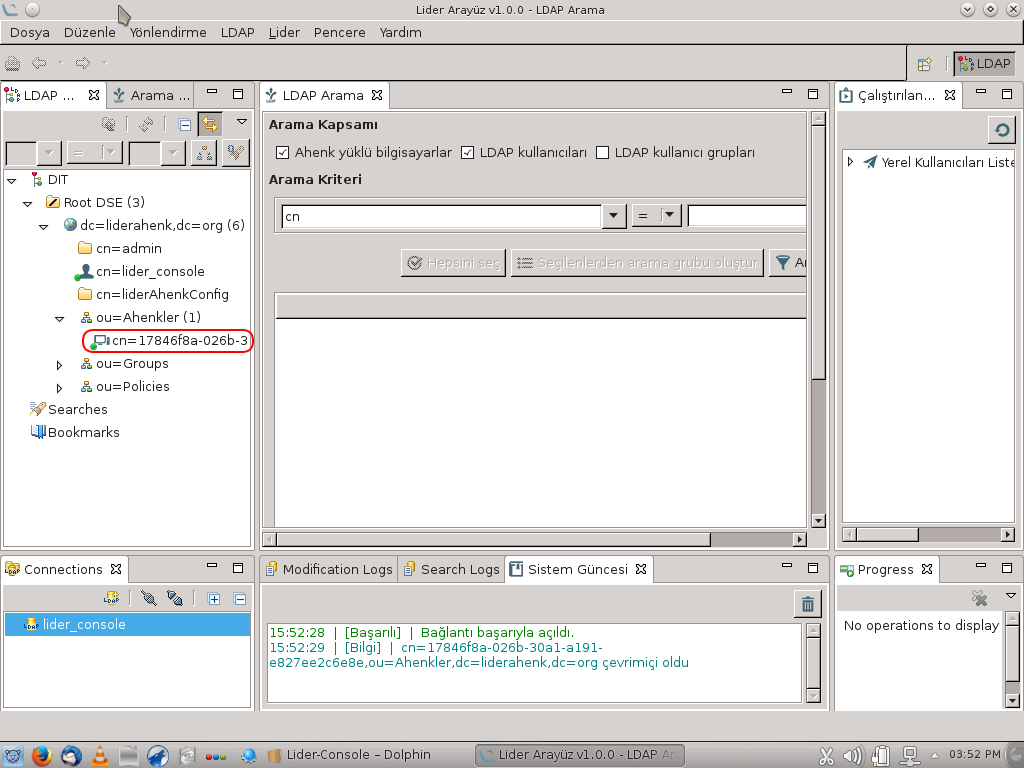 Lider Arayüz v1.0.0 - LDAP Arama
Dosya Düzenle Yönlendirme LDAP Lider Pencere Yardım
LDAP
LDAP ...
Arama ...
=
DIT
Root DSE (3)
dc=liderahenk,dc=org (6)
cn=admin
cn=lider_console
cn=liderAhenkConfig
ou=Ahenkler (1)
cn=17846f8a-026b-3
ou=Groups
ou=Policies
Searches
Bookmarks
LDAP Arama
Arama Kapsamı
Ahenk yüklü bilgisayarlar LDAP kullanıcıları LDAP kullanıcı grupları
Arama Kriteri
cn =
Hepsini seç Seçilenlerden arama grubu oluştur Ar
Çalıştırılan...
Yerel Kullanıcıları Liste
Connections
LDAP
LDAP lider_console
Modification Logs Search Logs Sistem Güncesi
15:52:28 | [Başarılı] | Bağlantı başarıyla açıldı.
15:52:29 | [Bilgi] | cn=17846f8a-026b-30a1-a191-
e827ee2c6e8e,ou=Ahenkler,dc=liderahenk,dc=org çevrimiçi oldu
Progress
No operations to display
Lider-Console – Dolphin
Lider Arayüz v1.0.0 - LDAP Ar
03:52 PM